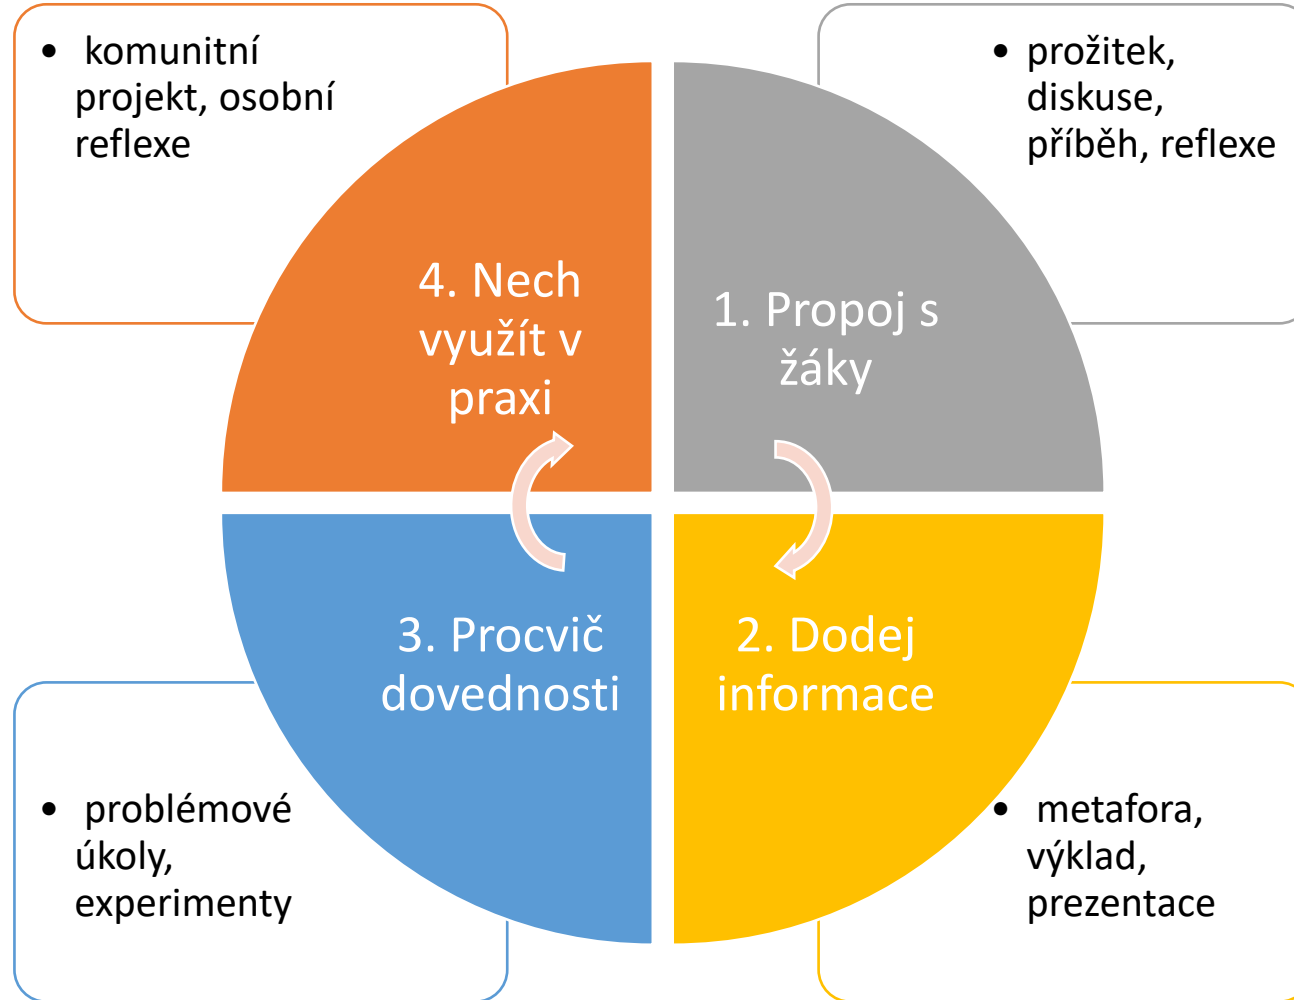 • komunitní
projekt, osobní
reflexe
• prožitek,
diskuse,
příběh, reflexe
4. Nech
využít v
praxi
1. Propoj s
žáky
3. Procvič
dovednosti
2. Dodej
informace
• problémové
úkoly,
experimenty
• metafora,
výklad,
prezentace